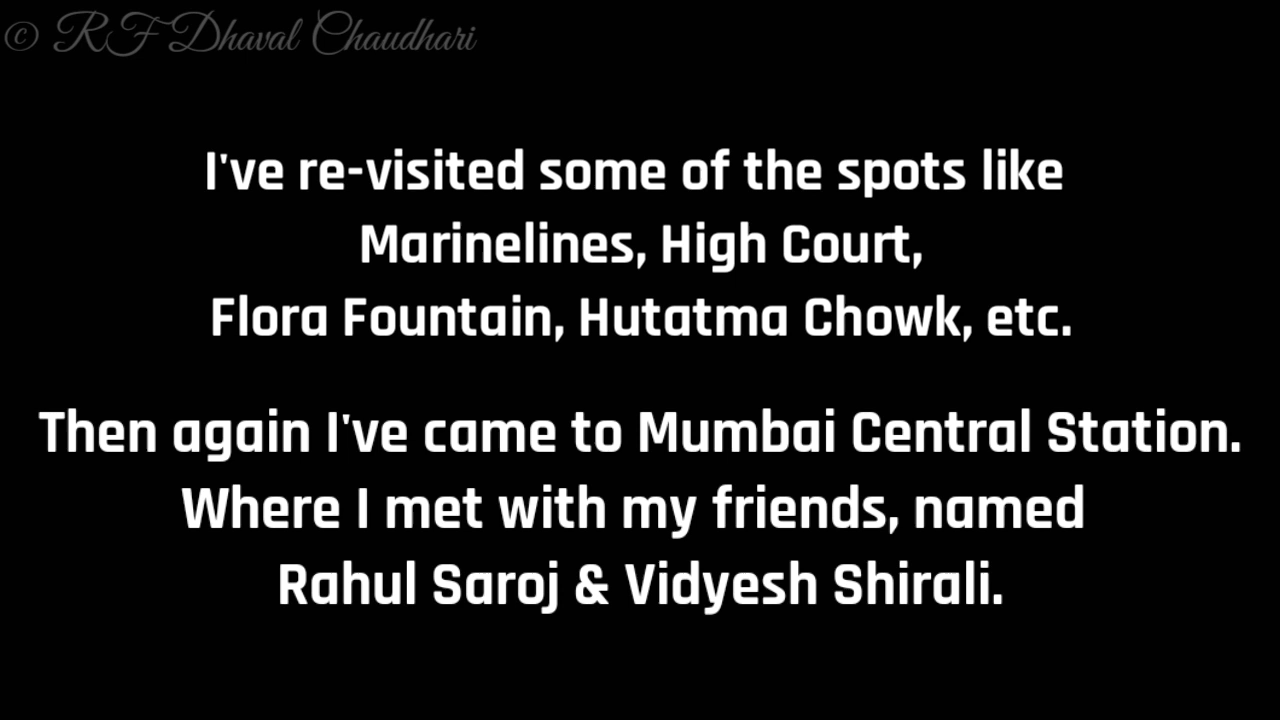 © RF Dhaval Chaudhari
I've re-visited some of the spots like
Marinelines, High Court,
Flora Fountain, Hutatma Chowk, etc.
Then again I've came to Mumbai Central Station.
Where I met with my friends, named
Rahul Saroj & Vidyesh Shirali.